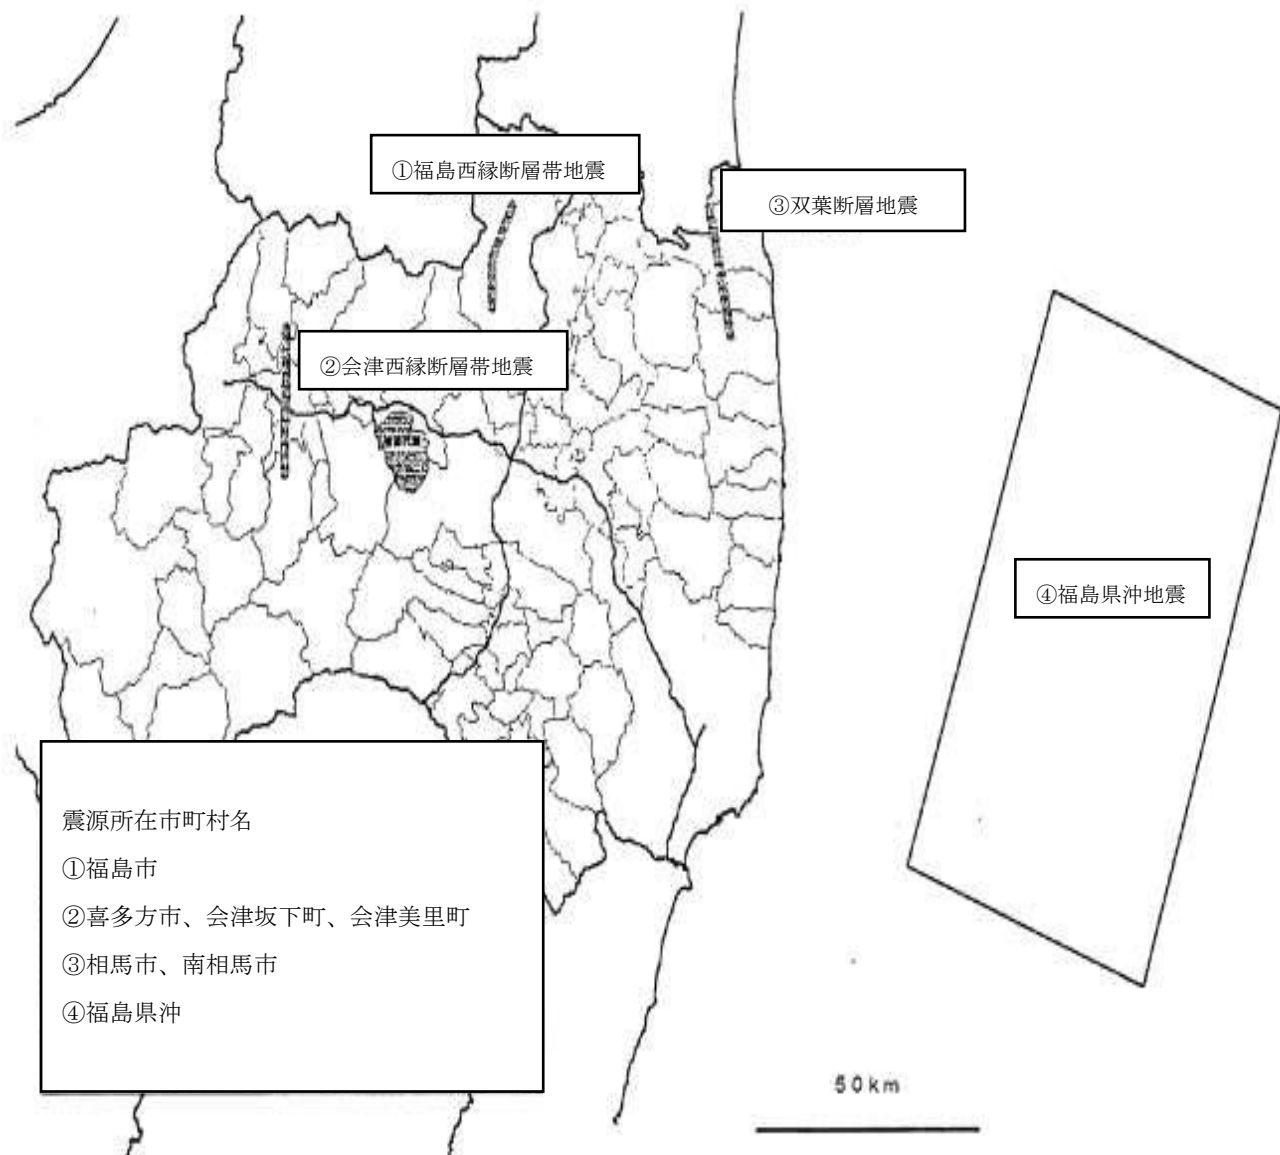 ①福島西縁断層帯地震
③双葉断層地震
②会津西縁断層帯地震
④福島県沖地震
震源所在市町村名
①福島市
②喜多方市、会津坂下町、会津美里町
③相馬市、南相馬市
④福島県沖
50km